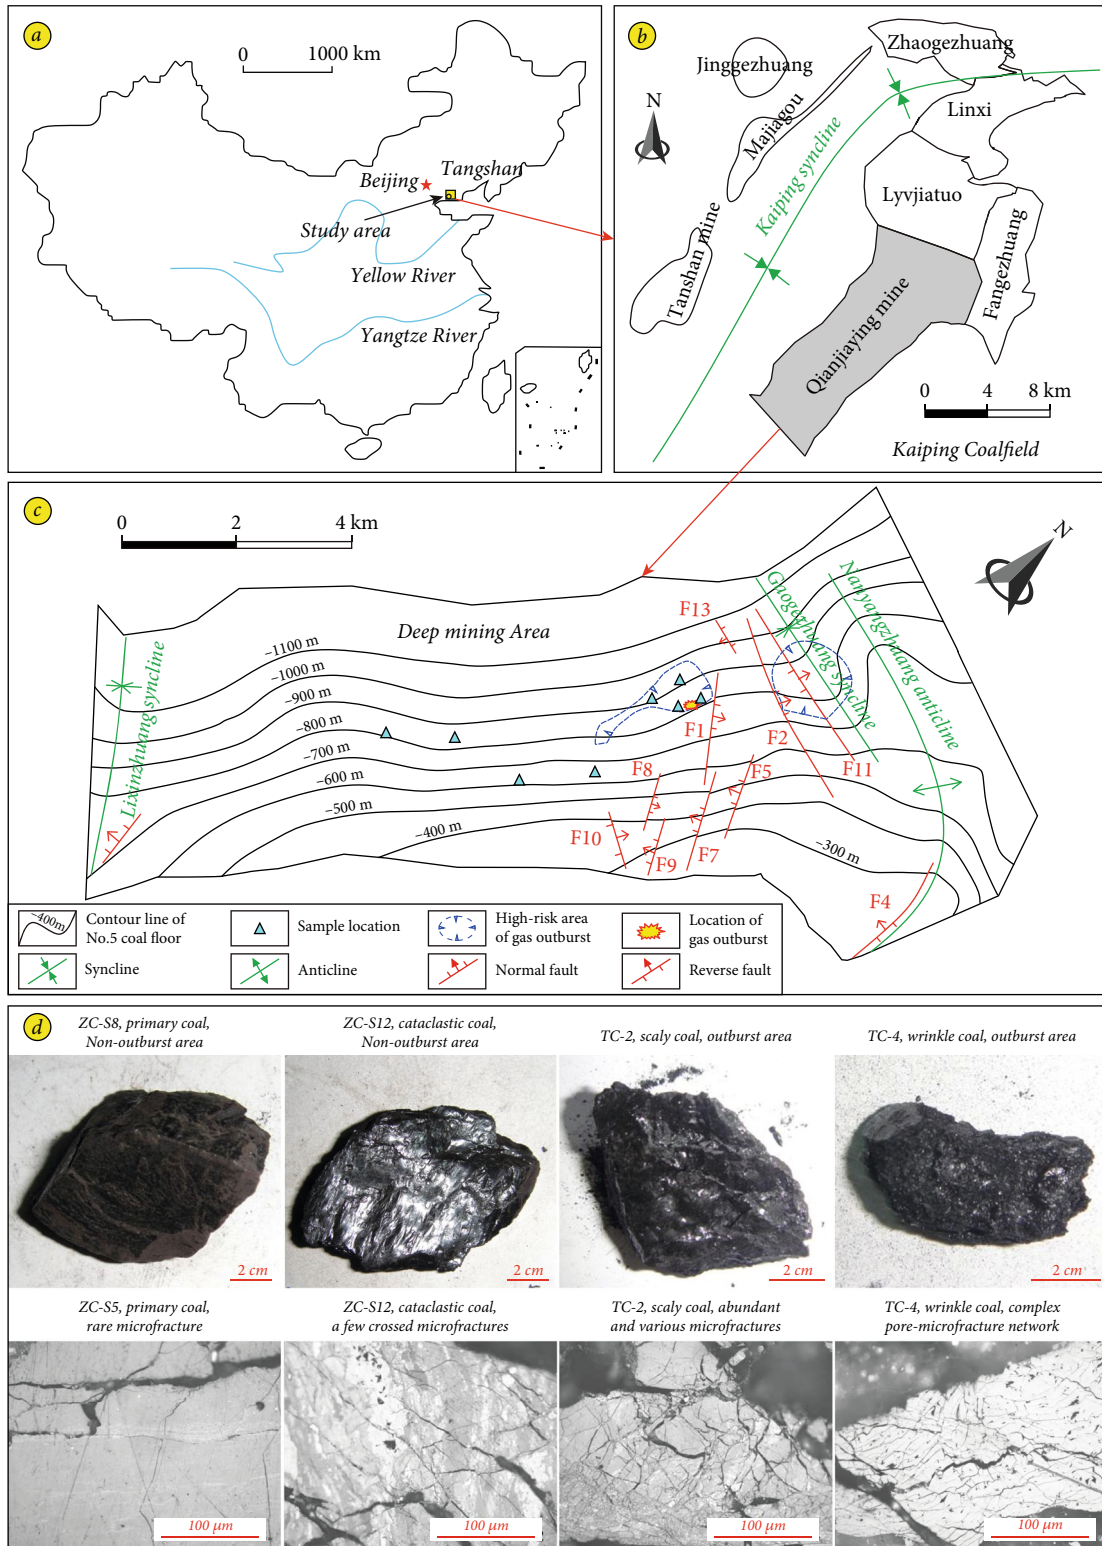 a
0 1000 km
Beijing
Tangshan
Study area
Yellow River
Yangtze River
b
Zhaogezhuang
Jinggezhuang
N
Majiagou
Linxi
Kaiping syncline
Lyvjiatuo
Tanshan mine
Fangezhuang
Qianjiaying mine
0 4 8 km
Kaiping Coalfield
c
0 2 4 km
N
Deep mining Area
F13
Gaogezhuang syncline
Nanyangzhuang anticline
Lixinzhuang syncline
–1100 m
–1000 m
–900 m
–800 m
–700 m
–600 m
–500 m
–400 m
–300 m
F1
F2
F11
F8
F5
F10
F9
F7
F4
–400m
Contour line of
No.5 coal floor
Sample location
High-risk area
of gas outburst
Location of
gas outburst
Syncline
Anticline
Normal fault
Reverse fault
d
ZC-S8, primary coal,
Non-outburst area
ZC-S12, cataclastic coal,
Non-outburst area
TC-2, scaly coal, outburst area
TC-4, wrinkle coal, outburst area
2 cm
2 cm
2 cm
2 cm
ZC-S5, primary coal,
rare microfracture
ZC-S12, cataclastic coal,
a few crossed microfractures
TC-2, scaly coal, abundant
and various microfractures
TC-4, wrinkle coal, complex
pore-microfracture network
100 μm
100 μm
100 μm
100 μm